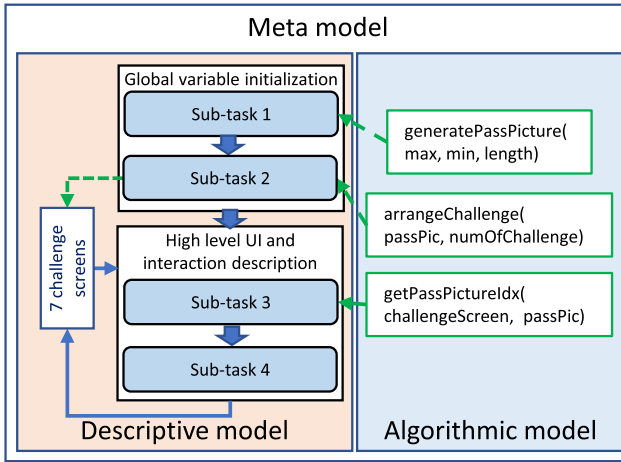 Meta model
Global variable initialization
Sub-task 1
Sub-task 2
generatePassPicture(
max, min, length)
arrangeChallenge(
passPic, numOfChallenge)
7 challenge
screens
High level UI and
interaction description
Sub-task 3
Sub-task 4
getPassPictureIdx(
challengeScreen, passPic)
Descriptive model
Algorithmic model